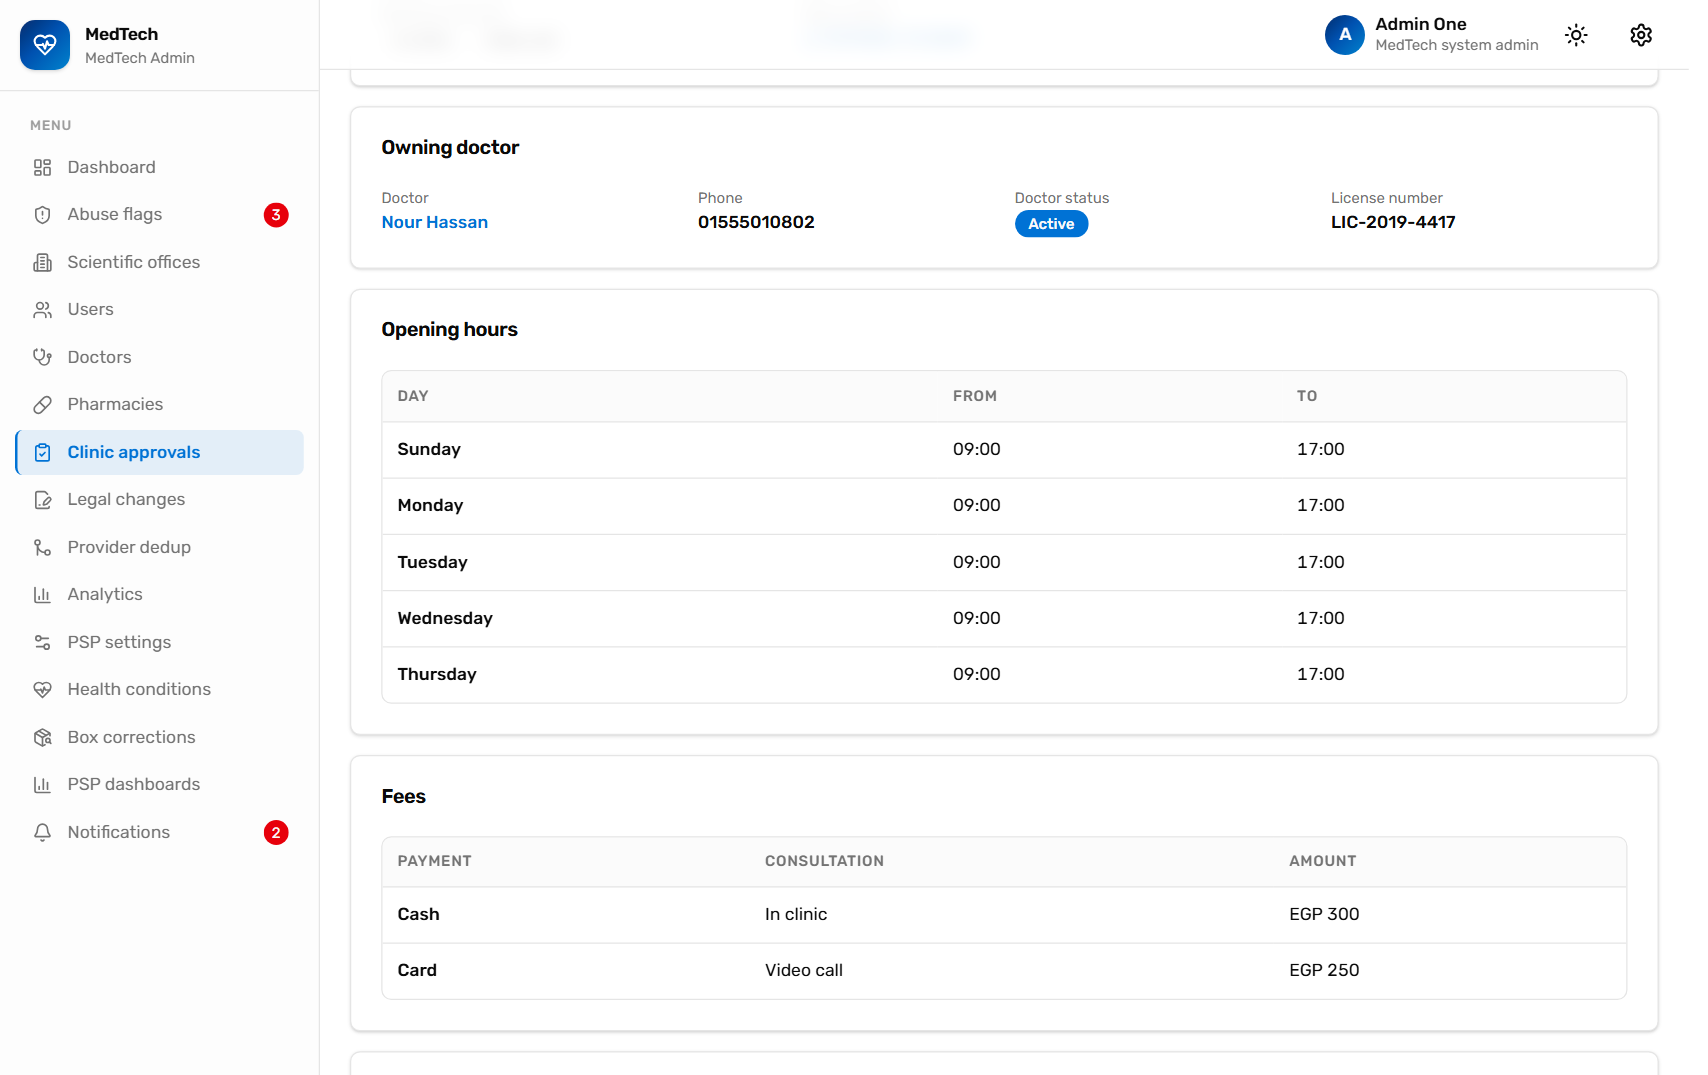 MedTech
MedTech Admin
MENU
Dashboard
Abuse flags 3
Scientific offices
Users
Doctors
Pharmacies
Clinic approvals
Legal changes
Provider dedup
Analytics
PSP settings
Health conditions
Box corrections
PSP dashboards
Notifications 2
A
Admin One
MedTech system admin
Owning doctor
Doctor Phone Doctor status License number
Nour Hassan 01555010802 Active LIC-2019-4417
Opening hours
DAY FROM TO
Sunday 09:00 17:00
Monday 09:00 17:00
Tuesday 09:00 17:00
Wednesday 09:00 17:00
Thursday 09:00 17:00
Fees
PAYMENT CONSULTATION AMOUNT
Cash In clinic EGP 300
Card Video call EGP 250